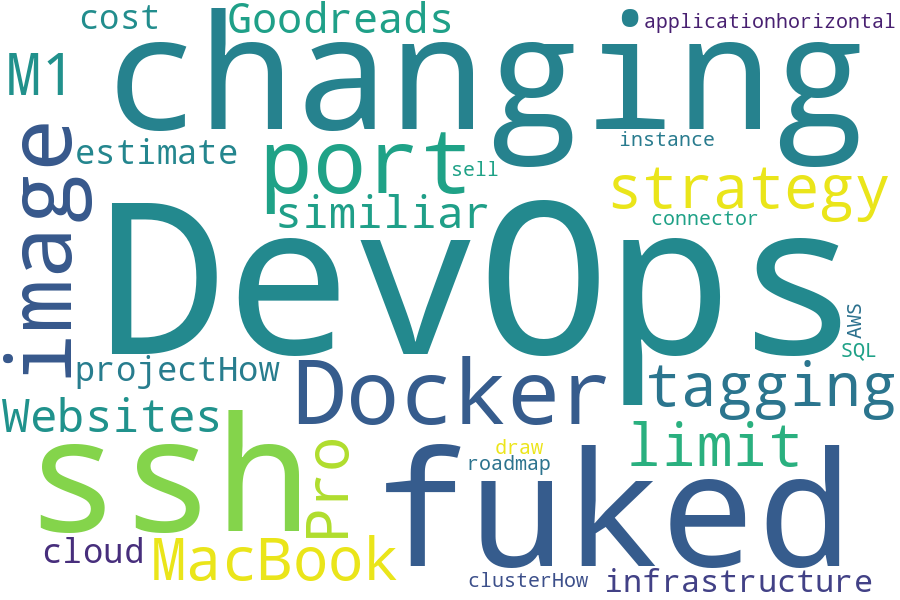 cost
Goodreads
applicationhorizontal
changing
M1
image
estimate
port
instance
sell
strategy
similiar
connector
DevOps
AWS
SQL
projectHow
Docker
tagging
Websites
ssh
Pro
limit
draw
roadmap
fuked
cloud
MacBook
clusterHow
infrastructure